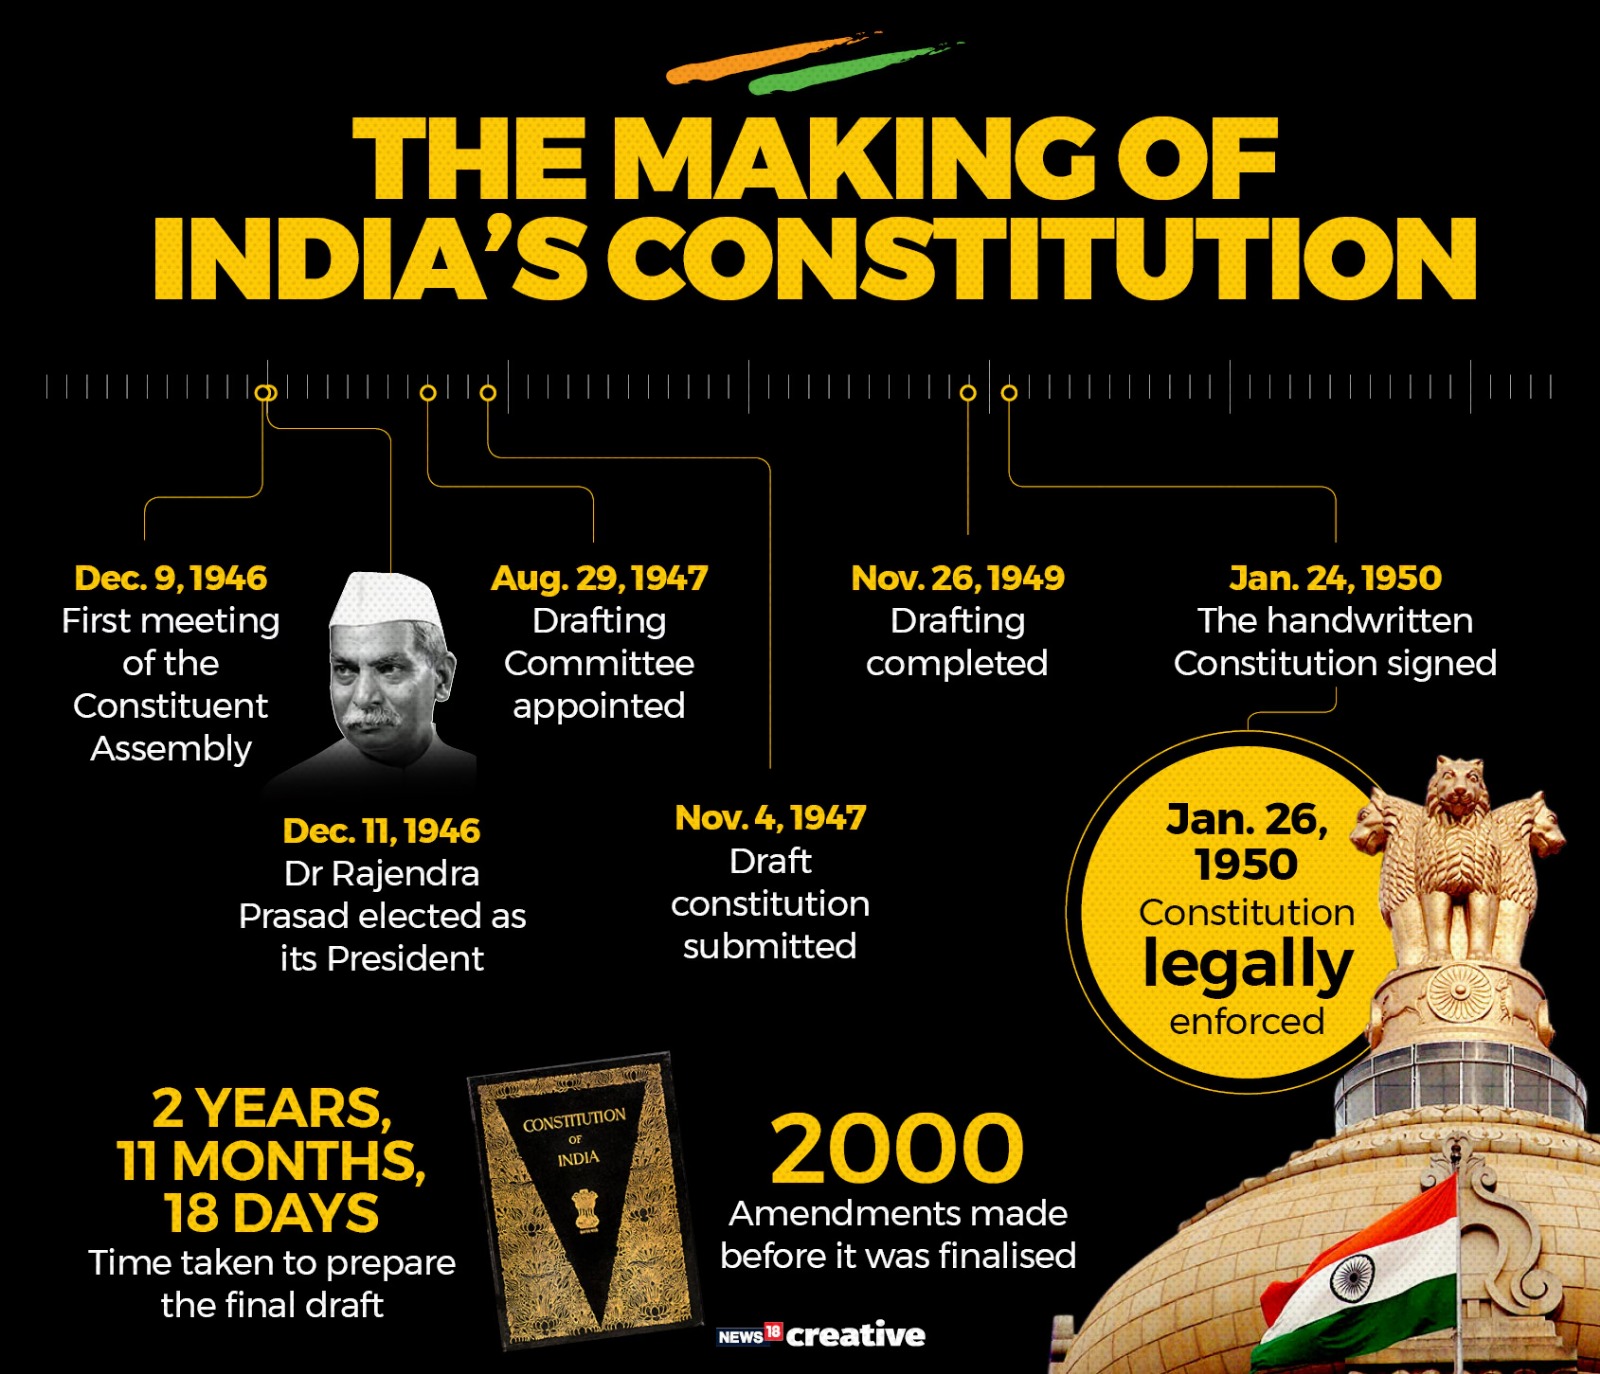 THE MAKING OF
INDIA'S CONSTITUTION
Dec. 9, 1946
First meeting
of the
Constituent
Assembly
Dec. 11, 1946
Dr Rajendra
Prasad elected as
its President
Aug. 29, 1947
Drafting
Committee
appointed
Nov. 4, 1947
Draft
constitution
submitted
Nov. 26, 1949
Drafting
completed
Jan. 24, 1950
The handwritten
Constitution signed
Jan. 26,
1950
Constitution
legally
enforced
2 YEARS,
11 MONTHS,
18 DAYS
Time taken to prepare
the final draft
CONSTITUTION
OF
INDIA
2000
Amendments made
before it was finalised
NEWS18 creative